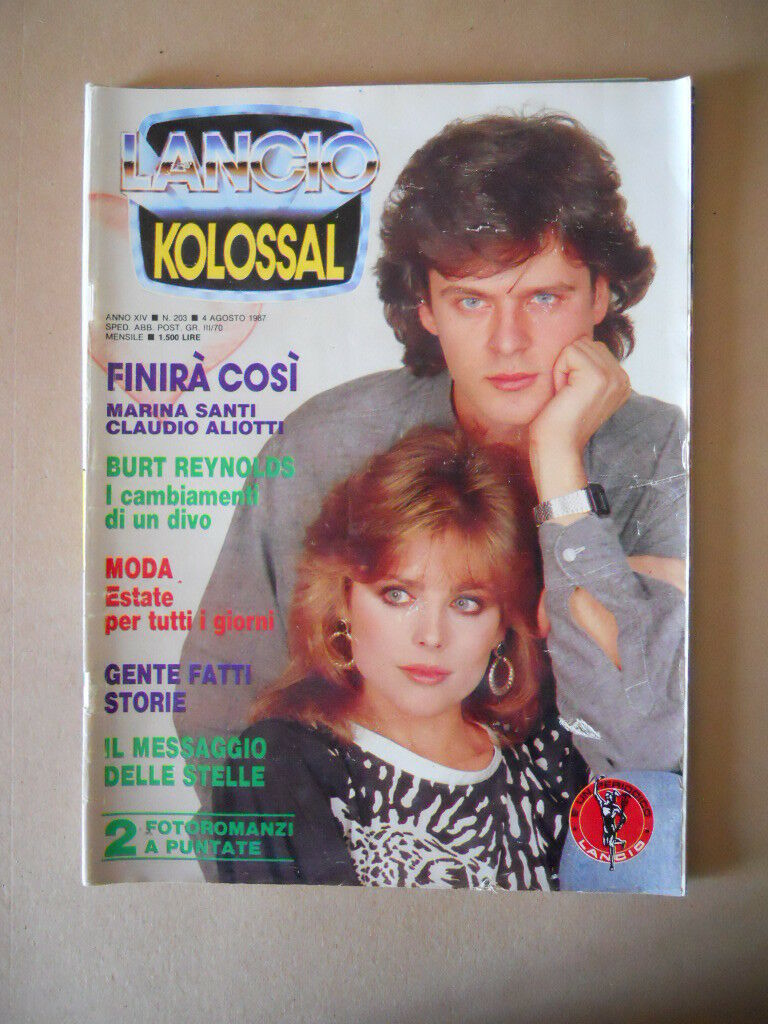 LANCIO
KOLOSSAL
ANNO XIV ■ N. 203 ■ 4 AGOSTO 1987
SPED. ABB. POST. GR. III/70
MENSILE ■ 1.500 LIRE
FINIRÀ COSÌ
MARINA SANTI
CLAUDIO ALIOTTI
BURT REYNOLDS
I cambiamenti
di un divo
MODA
Estate
per tutti i giorni
GENTE FATTI
STORIE
IL MESSAGGIO
DELLE STELLE
2 FOTOROMANZI
A PUNTATE
È UN PERIODICO
LANCIO